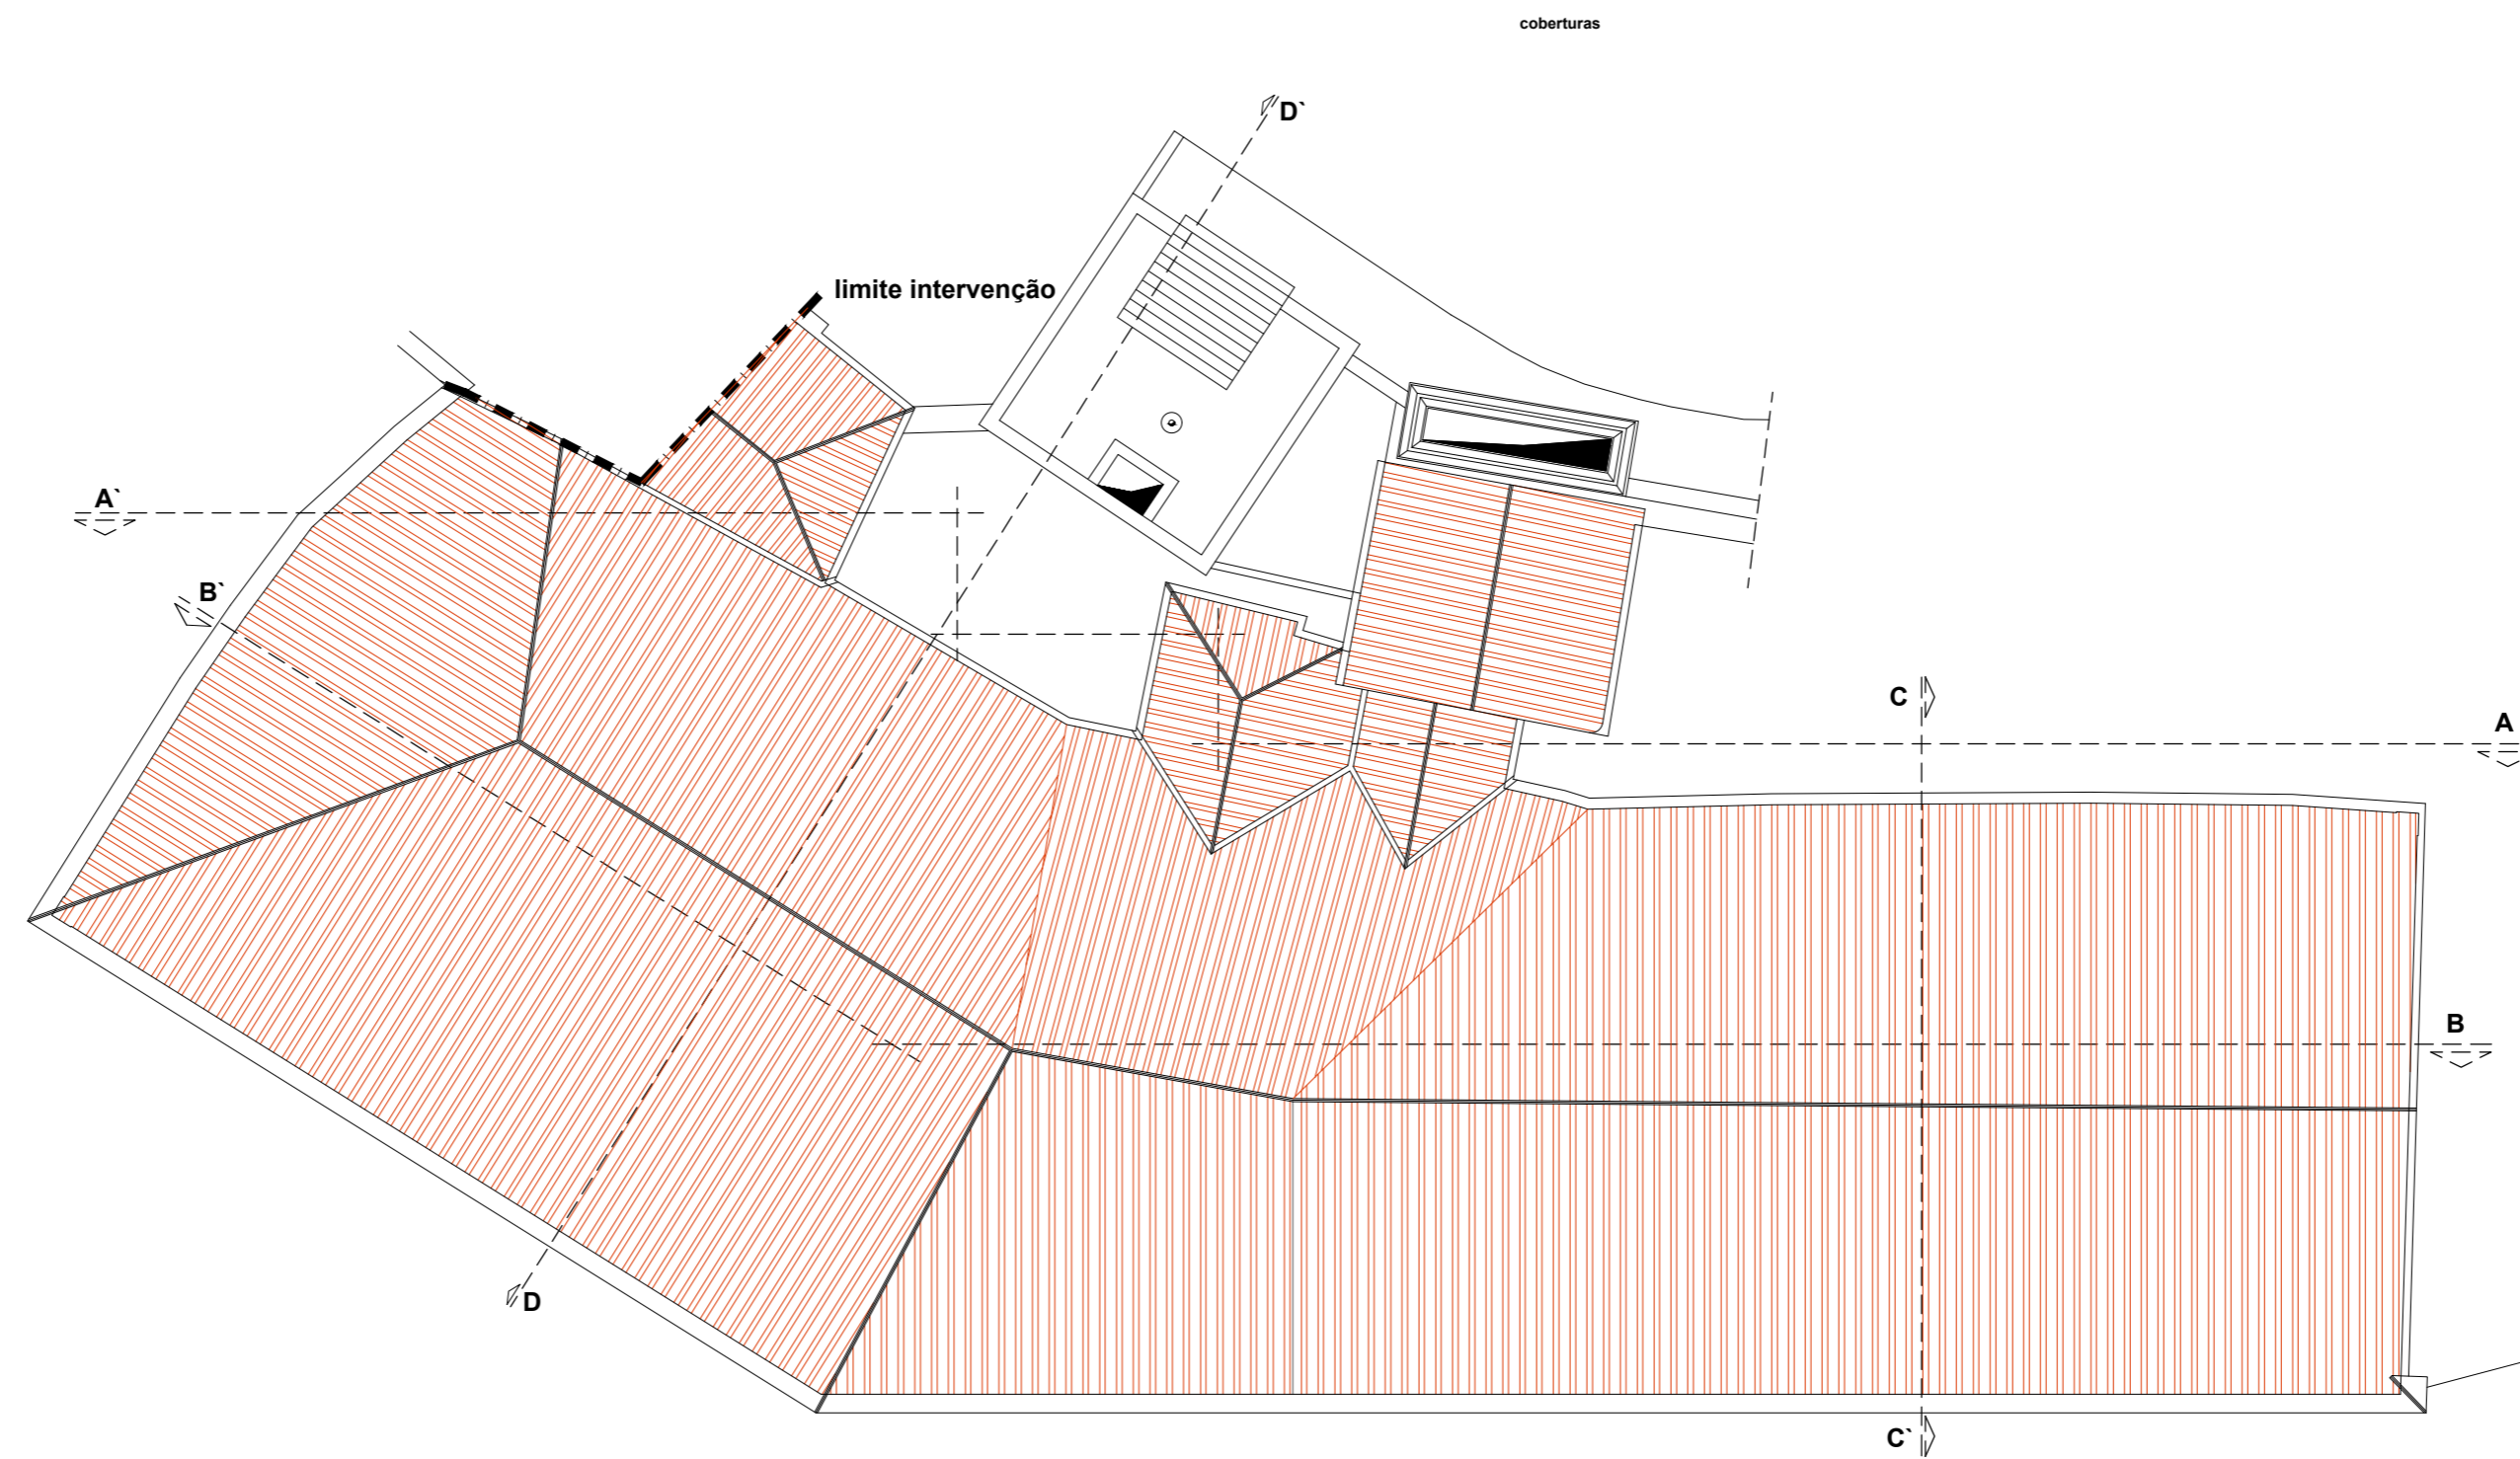 coberturas
D`
limite intervenção
A`
B`
C
A
B
D
C`